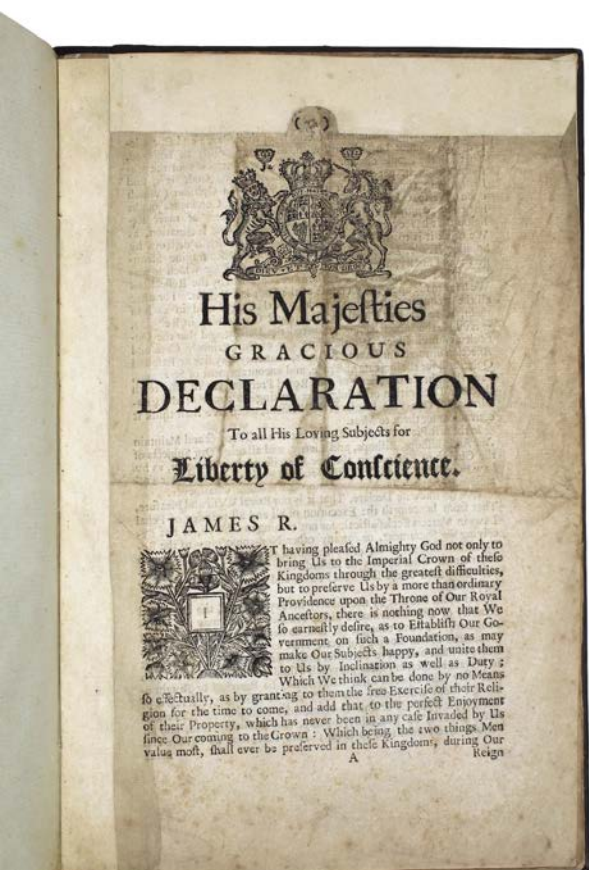 DIEU ET MON DROIT
His Majeſties
GRACIOUS
DECLARATION
To all His Loving Subjects for
Liberty of Conſcience.
JAMES R.
IT having pleaſed Almighty God not only to
bring Us to the Imperial Crown of theſe
Kingdoms through the greateſt difficulties,
but to preſerve Us by a more than ordinary
Providence upon the Throne of Our Royal
Anceſtors, there is nothing now that We
ſo earneſtly deſire, as to Eſtabliſh Our Go-
vernment on ſuch a Foundation, as may
make Our Subjects happy, and unite them
to Us by Inclination as well as Duty ;
Which We think can be done by no Means
ſo effectually, as by granting to them the free Exerciſe of their Reli-
gion for the time to come, and add that to the perfect Enjoyment
of their Property, which has never been in any caſe Invaded by Us
ſince Our coming to the Crown : Which being the two things Men
value moſt, ſhall ever be preſerved in theſe Kingdoms, during Our
A Reign